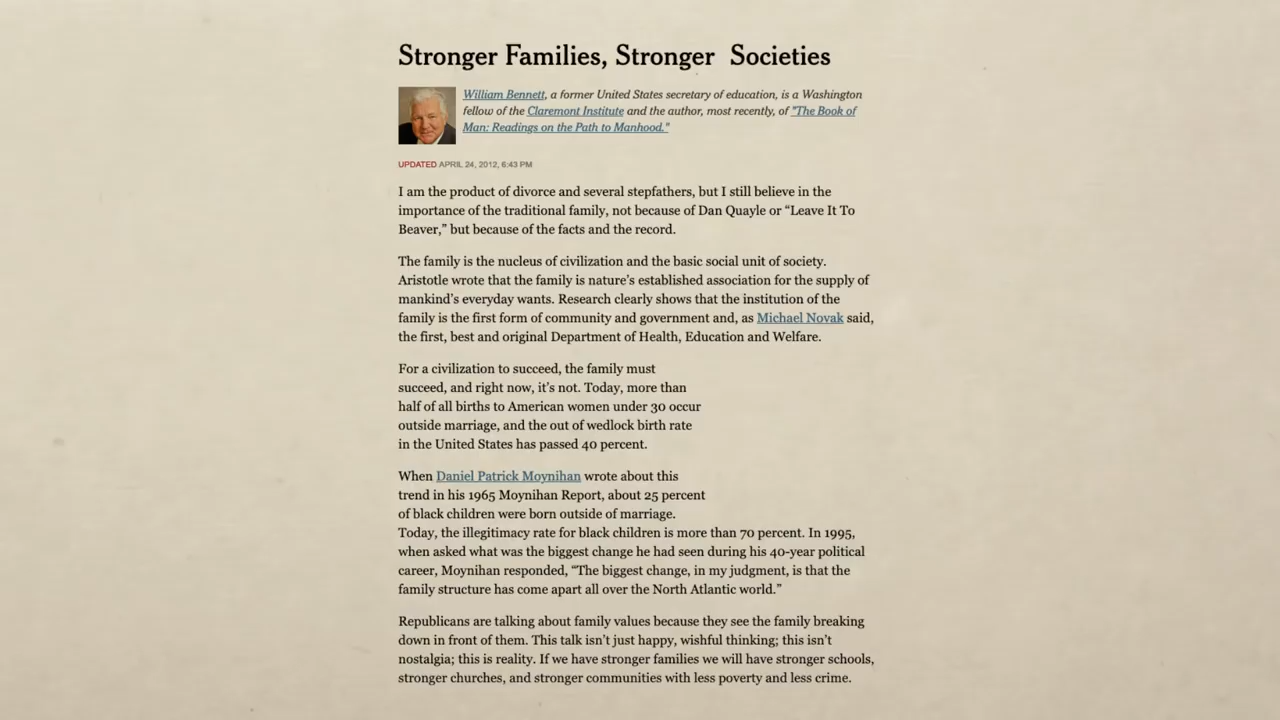 Stronger Families, Stronger Societies
William Bennett, a former United States secretary of education, is a Washington
fellow of the Claremont Institute and the author, most recently, of "The Book of
Man: Readings on the Path to Manhood."
UPDATED APRIL 24, 2012, 6:43 PM
I am the product of divorce and several stepfathers, but I still believe in the
importance of the traditional family, not because of Dan Quayle or “Leave It To
Beaver,” but because of the facts and the record.
The family is the nucleus of civilization and the basic social unit of society.
Aristotle wrote that the family is nature’s established association for the supply of
mankind’s everyday wants. Research clearly shows that the institution of the
family is the first form of community and government and, as Michael Novak said,
the first, best and original Department of Health, Education and Welfare.
For a civilization to succeed, the family must
succeed, and right now, it’s not. Today, more than
half of all births to American women under 30 occur
outside marriage, and the out of wedlock birth rate
in the United States has passed 40 percent.
When Daniel Patrick Moynihan wrote about this
trend in his 1965 Moynihan Report, about 25 percent
of black children were born outside of marriage.
Today, the illegitimacy rate for black children is more than 70 percent. In 1995,
when asked what was the biggest change he had seen during his 40-year political
career, Moynihan responded, “The biggest change, in my judgment, is that the
family structure has come apart all over the North Atlantic world.”
Republicans are talking about family values because they see the family breaking
down in front of them. This talk isn’t just happy, wishful thinking; this isn’t
nostalgia; this is reality. If we have stronger families we will have stronger schools,
stronger churches, and stronger communities with less poverty and less crime.